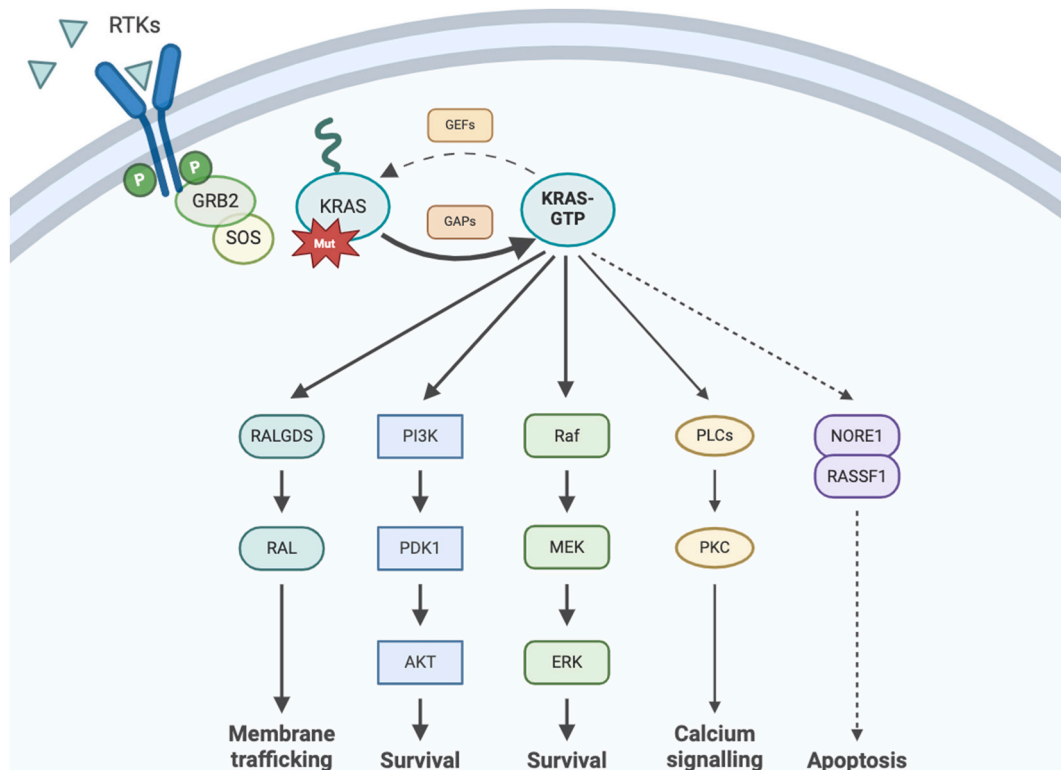 RTKs
P
P
GRB2
SOS
KRAS
Mut
GEFs
GAPs
KRAS-
GTP
RALGDS
PI3K
Raf
PLCs
NORE1
RASSF1
RAL
PDK1
MEK
PKC
AKT
ERK
Membrane
trafficking
Survival
Survival
Calcium
signalling
Apoptosis